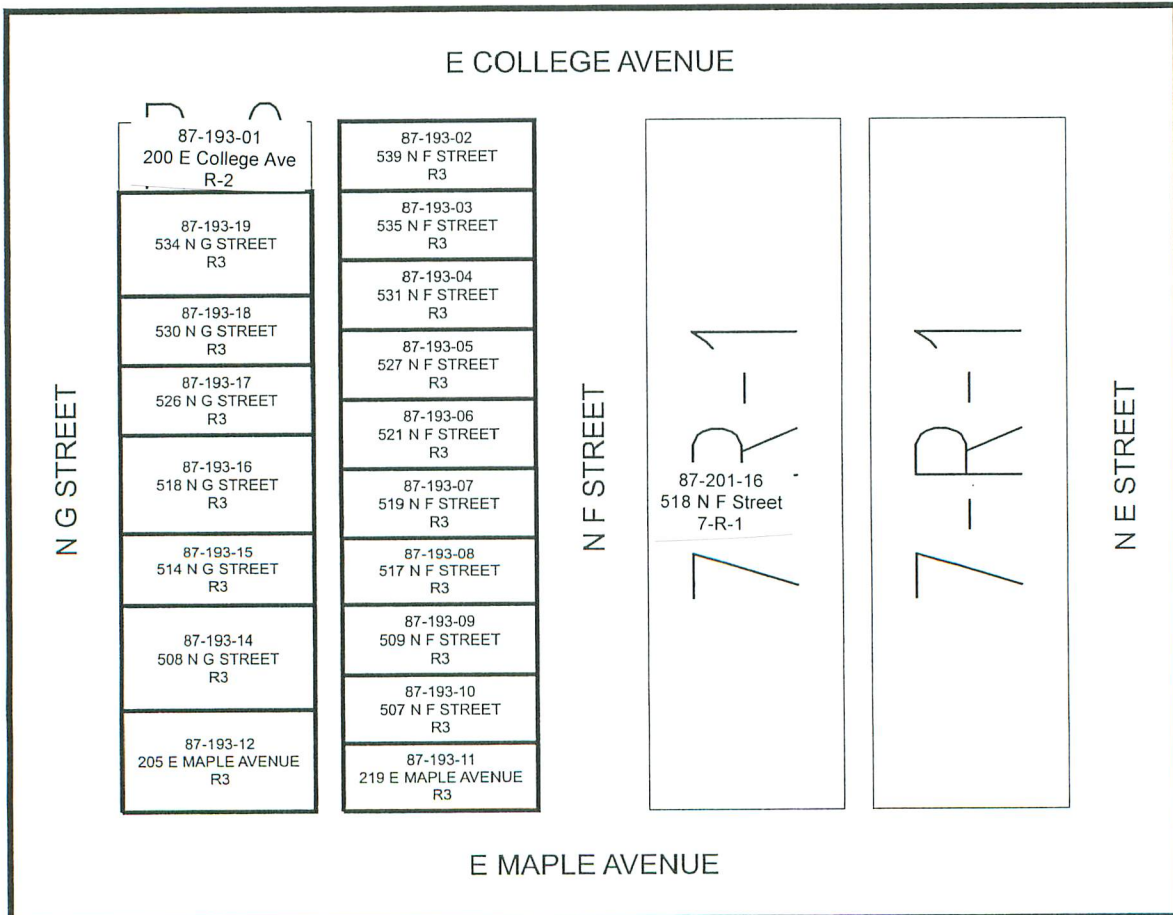 E COLLEGE AVENUE
87-193-01
200 E College Ave
R-2
87-193-19
534 N G STREET
R3
87-193-18
530 N G STREET
R3
87-193-17
526 N G STREET
R3
87-193-16
518 N G STREET
R3
87-193-15
514 N G STREET
R3
87-193-14
508 N G STREET
R3
87-193-12
205 E MAPLE AVENUE
R3
87-193-02
539 N F STREET
R3
87-193-03
535 N F STREET
R3
87-193-04
531 N F STREET
R3
87-193-05
527 N F STREET
R3
87-193-06
521 N F STREET
R3
87-193-07
519 N F STREET
R3
87-193-08
517 N F STREET
R3
87-193-09
509 N F STREET
R3
87-193-10
507 N F STREET
R3
87-193-11
219 E MAPLE AVENUE
R3
N G STREET
N F STREET
7-R-1
87-201-16
518 N F Street
7-R-1
7-R-1
N E STREET
E MAPLE AVENUE